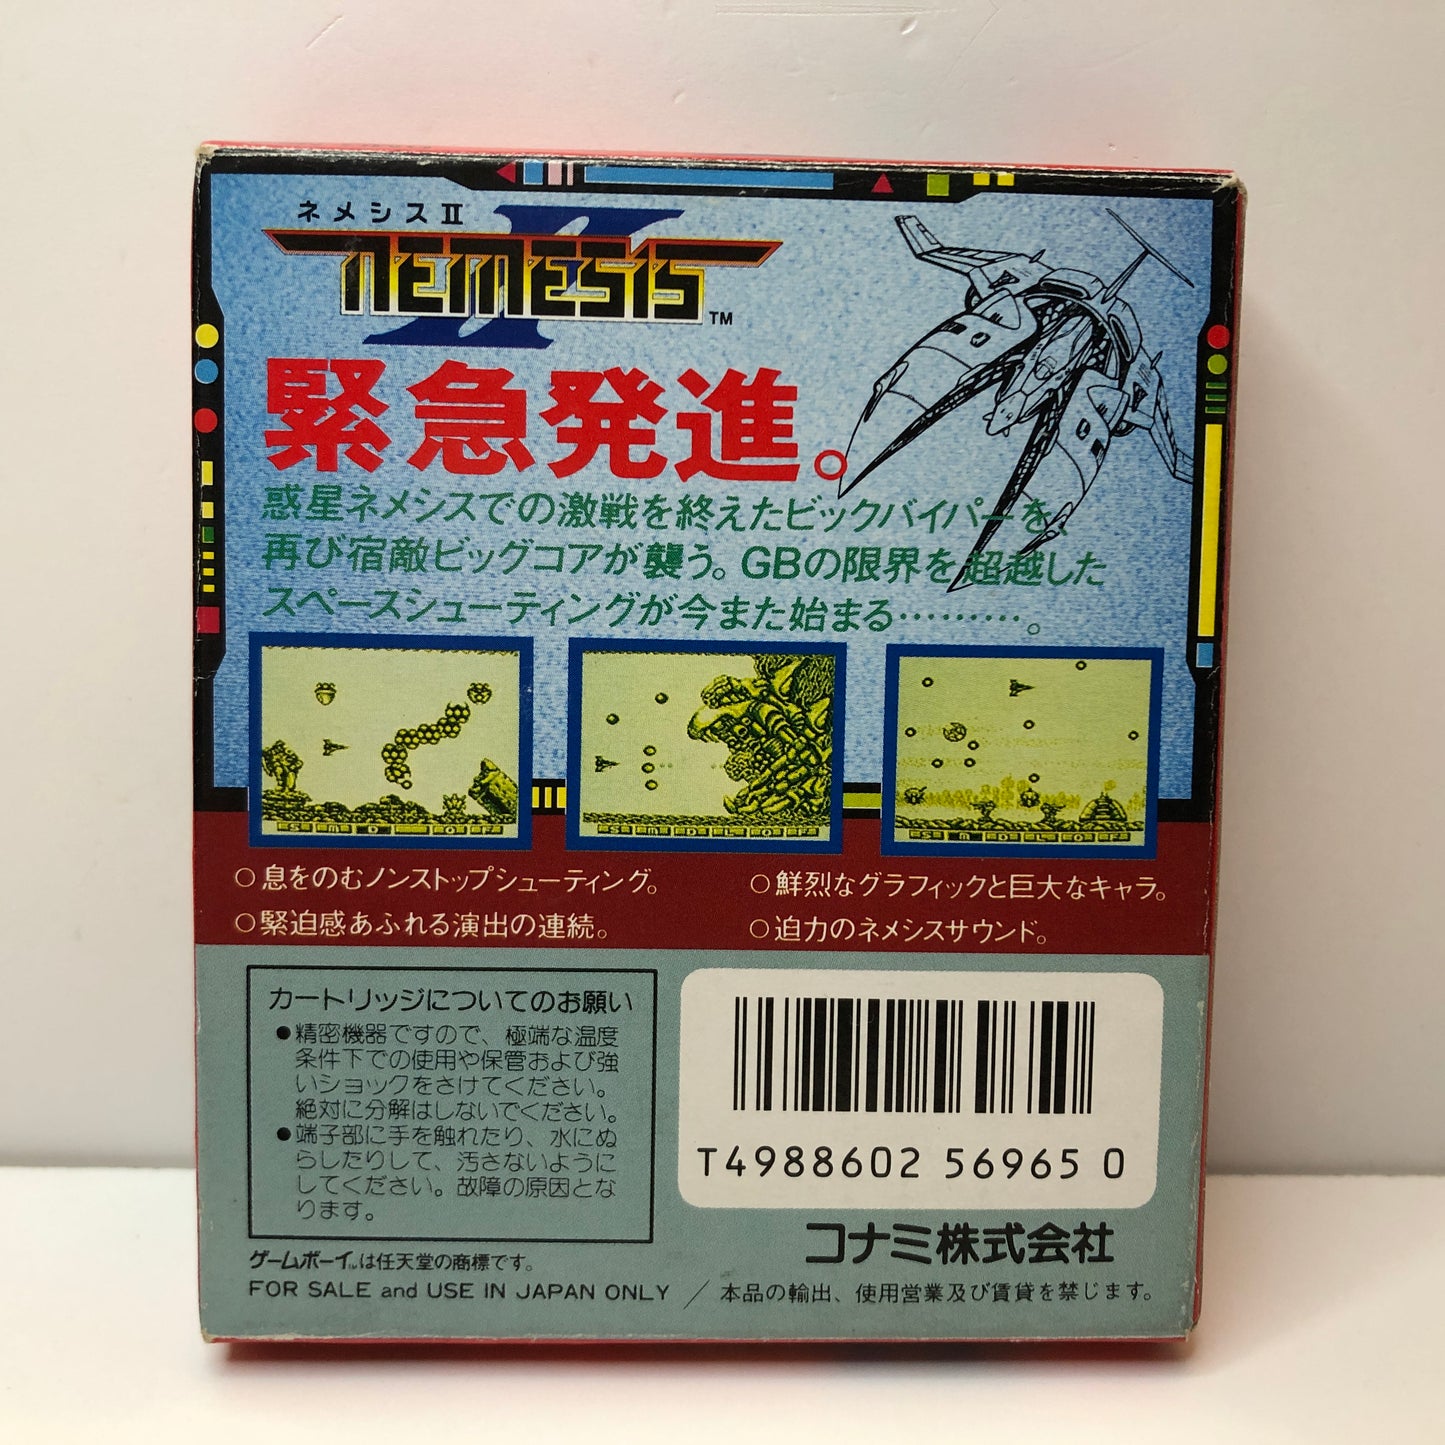 ネメシスⅡ
NEMESIS II TM
緊急発進。
惑星ネメシスでの激戦を終えたビックバイパーを、
再び宿敵ビッグコアが襲う。GBの限界を超越した
スペースシューティングが今また始まる………。
S M D O F
S M D L O F
S M D L O F
○息をのむノンストップシューティング。
○緊迫感あふれる演出の連続。
○鮮烈なグラフィックと巨大なキャラ。
○迫力のネメシスサウンド。
カートリッジについてのお願い
●精密機器ですので、極端な温度
条件下での使用や保管および強
いショックをさけてください。
絶対に分解はしないでください。
●端子部に手を触れたり、水にぬ
らしたりして、汚さないように
してください。故障の原因とな
ります。
T4988602 56965 0
コナミ株式会社
ゲームボーイ™は任天堂の商標です。
FOR SALE and USE IN JAPAN ONLY ／ 本品の輸出、使用営業及び賃貸を禁じます。